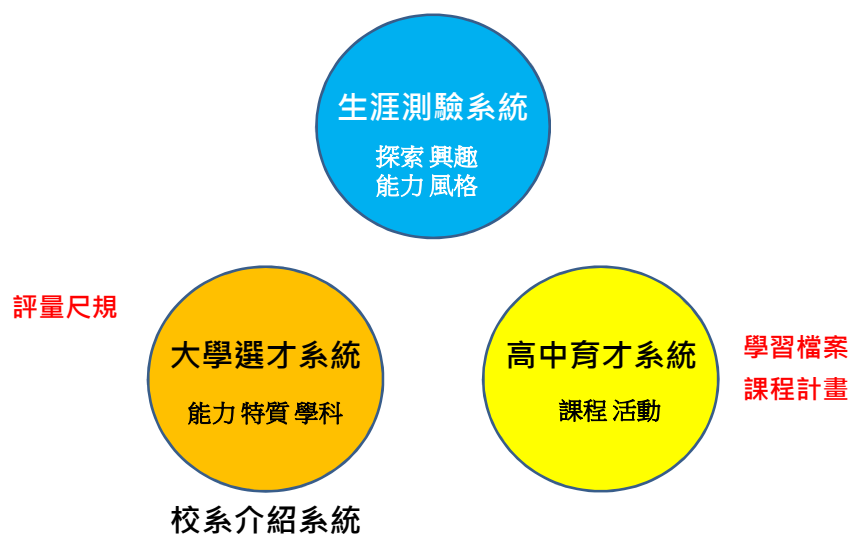 生涯測驗系統
探索 興趣
能力 風格
評量尺規
大學選才系統
能力 特質 學科
校系介紹系統
高中育才系統
課程 活動
學習檔案
課程計畫